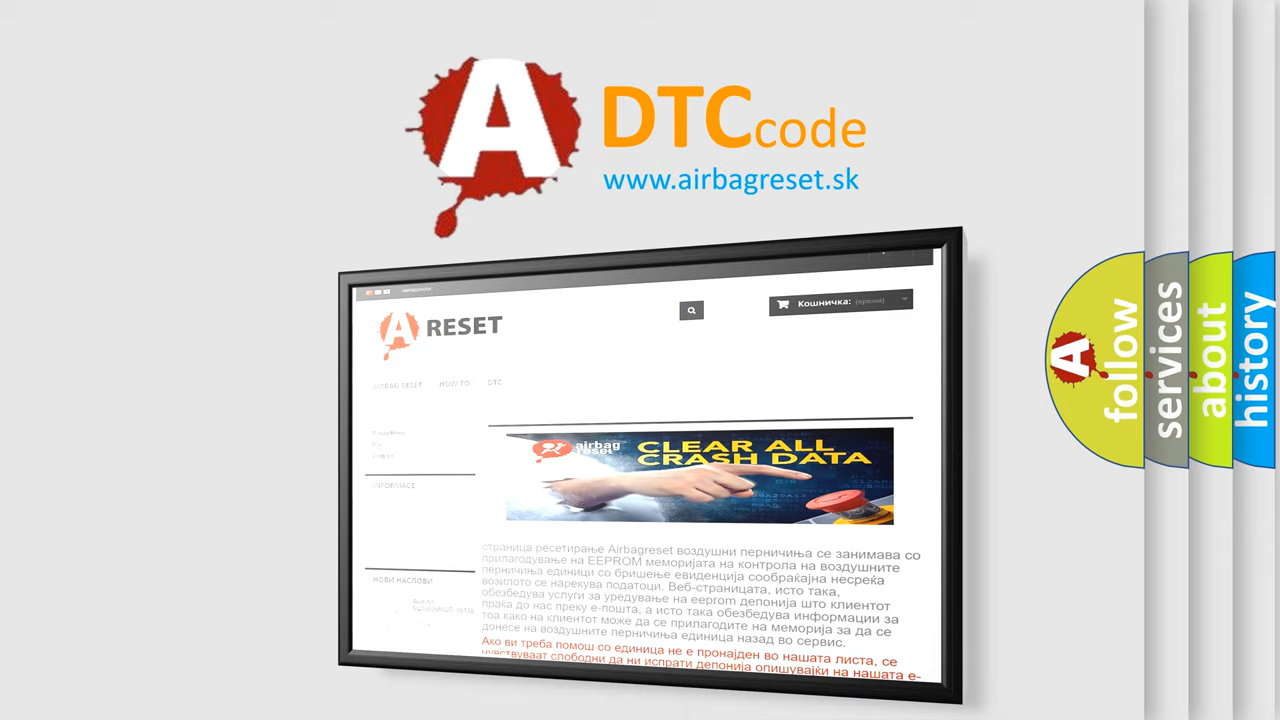 A
DTC code
www.airbagreset.sk
Кошничка: (празна)
A RESET
AIRBAG RESET HOW TO DTC
airbag reset
CLEAR ALL
CRASH DATA
INFORMACE
страница ресетирање Airbagreset воздушни перничиња се занимава со
прилагодување на EEPROM меморијата на контрола на воздушните
перничиња единици со бришење евиденција сообраќајна несреќа
возилото се нарекува податоци. Веб-страницата, исто така,
обезбедува услуги за уредување на eeprom депонија што клиентот
праќа до нас преку е-пошта, а исто така обезбедува информации за
тоа како на клиентот може да се прилагодите на меморија за да се
донесе на воздушните перничиња единица назад во сервис.
НОВИ НАСЛОВИ
Ако ви треба помош со единица не е пронајден во нашата листа, се
чувствуваат слободни да ни испрати депонија опишувајќи на нашата е-
A
follow
services
about
history